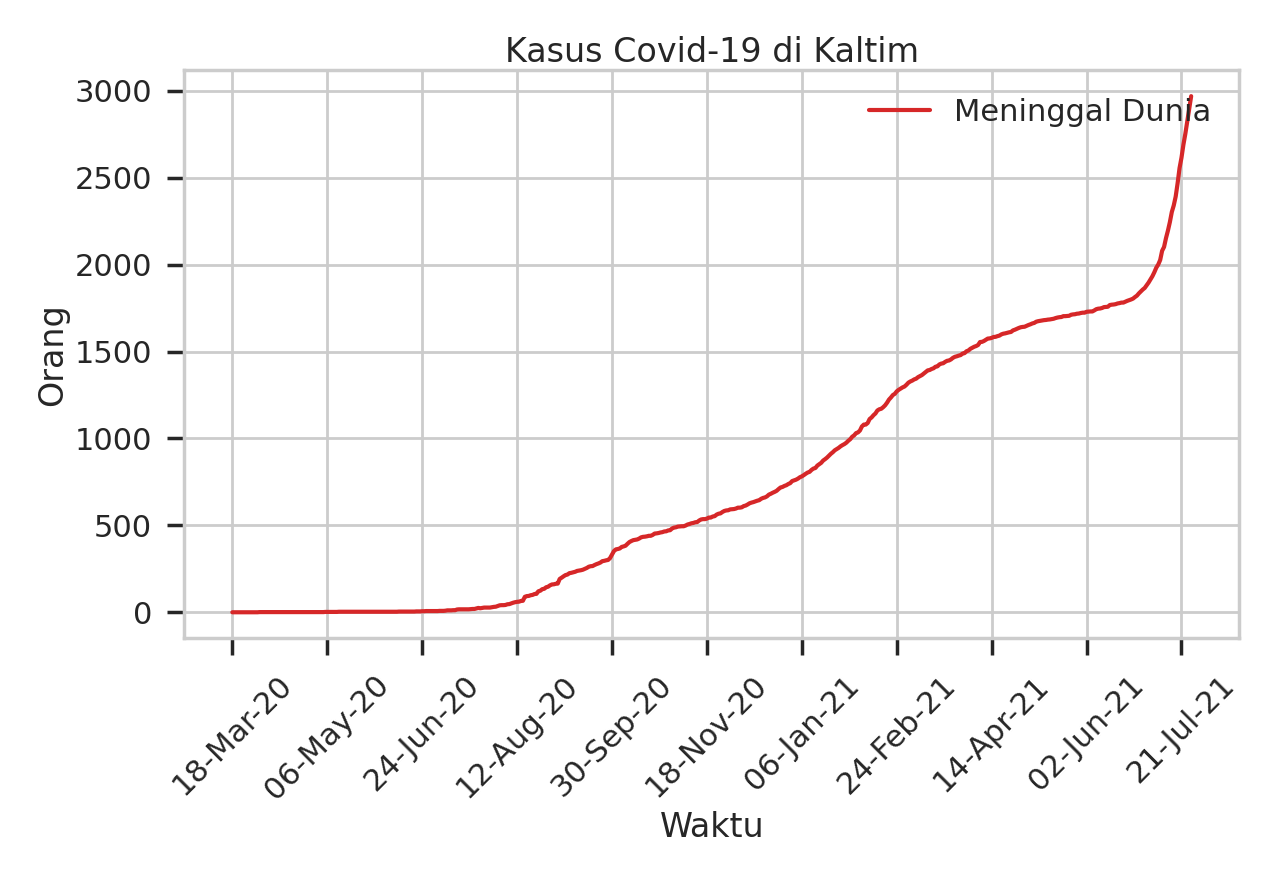 Kasus Covid-19 di Kaltim
Meninggal Dunia
Orang
3000
2500
2000
1500
1000
500
0
18-Mar-20
06-May-20
24-Jun-20
12-Aug-20
30-Sep-20
18-Nov-20
06-Jan-21
24-Feb-21
14-Apr-21
02-Jun-21
21-Jul-21
Waktu